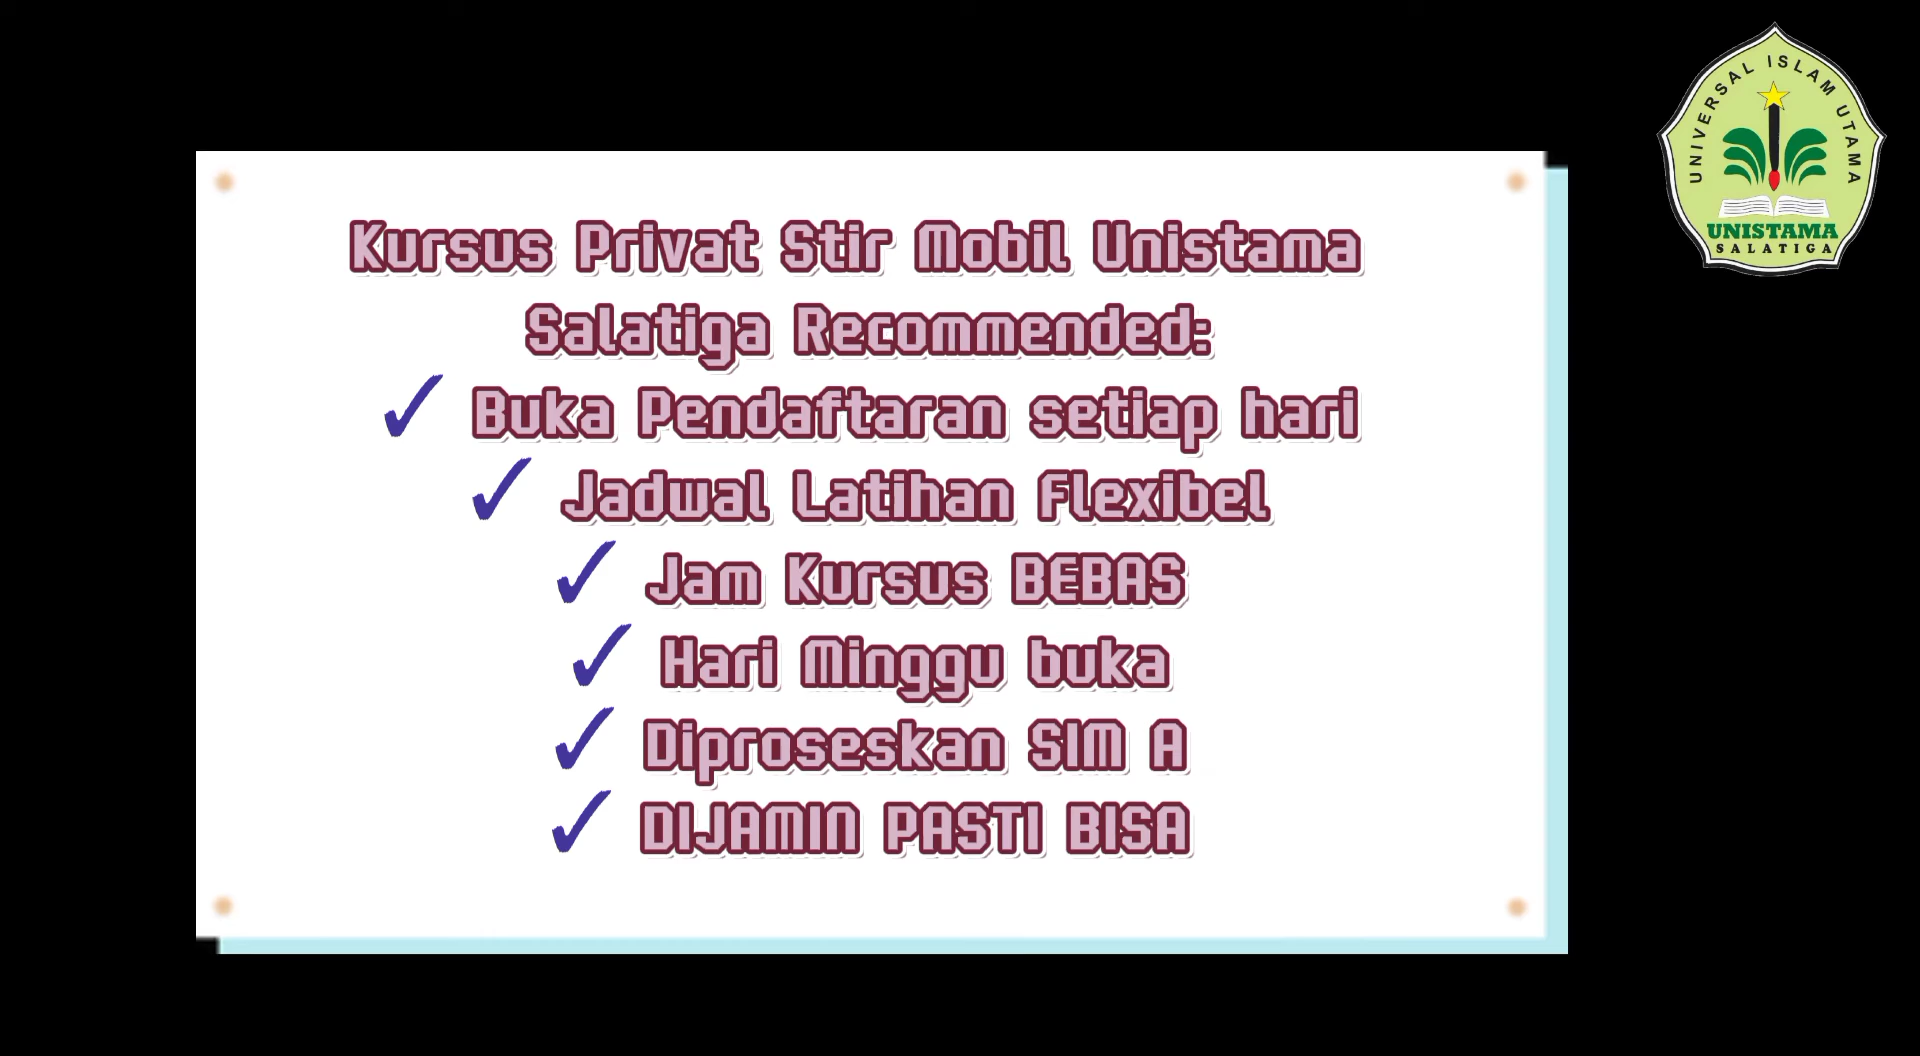 Kursus Privat Stir Mobil Unistama
Salatiga Recommended:
✓ Buka Pendaftaran setiap hari
✓ Jadwal Latihan Flexibel
✓ Jam Kursus BEBAS
✓ Hari Minggu buka
✓ Diproseskan SIM A
✓ DIJAMIN PASTI BISA
UNIVERSAL ISLAM UTAMA
UNISTAMA
SALATIGA